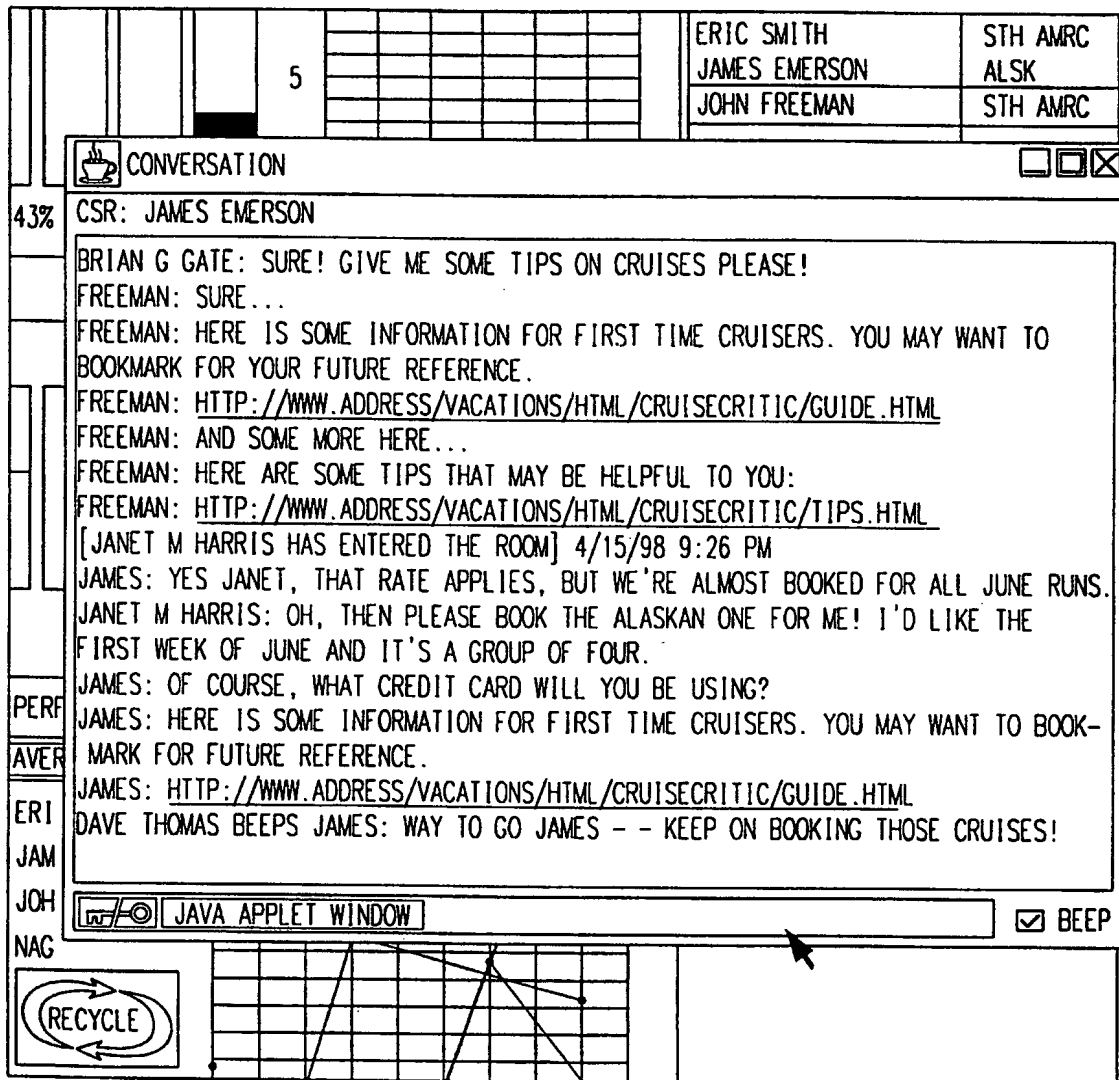 5
ERIC SMITH STH AMRC
JAMES EMERSON ALSK
JOHN FREEMAN STH AMRC
CONVERSATION
43%
CSR: JAMES EMERSON
BRIAN G GATE: SURE! GIVE ME SOME TIPS ON CRUISES PLEASE!
FREEMAN: SURE...
FREEMAN: HERE IS SOME INFORMATION FOR FIRST TIME CRUISERS. YOU MAY WANT TO
BOOKMARK FOR YOUR FUTURE REFERENCE.
FREEMAN: HTTP://WWW.ADDRESS/VACATIONS/HTML/CRUISECRITIC/GUIDE.HTML
FREEMAN: AND SOME MORE HERE...
FREEMAN: HERE ARE SOME TIPS THAT MAY BE HELPFUL TO YOU:
FREEMAN: HTTP://WWW.ADDRESS/VACATIONS/HTML/CRUISECRITIC/TIPS.HTML
[JANET M HARRIS HAS ENTERED THE ROOM] 4/15/98 9:26 PM
JAMES: YES JANET, THAT RATE APPLIES, BUT WE'RE ALMOST BOOKED FOR ALL JUNE RUNS.
JANET M HARRIS: OH, THEN PLEASE BOOK THE ALASKAN ONE FOR ME! I'D LIKE THE
FIRST WEEK OF JUNE AND IT'S A GROUP OF FOUR.
JAMES: OF COURSE, WHAT CREDIT CARD WILL YOU BE USING?
JAMES: HERE IS SOME INFORMATION FOR FIRST TIME CRUISERS. YOU MAY WANT TO BOOK-
MARK FOR FUTURE REFERENCE.
JAMES: HTTP://WWW.ADDRESS/VACATIONS/HTML/CRUISECRITIC/GUIDE.HTML
DAVE THOMAS BEEPS JAMES: WAY TO GO JAMES - - KEEP ON BOOKING THOSE CRUISES!
PERF
AVER
ERI
JAM
JOH
NAG
JAVA APPLET WINDOW
BEEP
RECYCLE